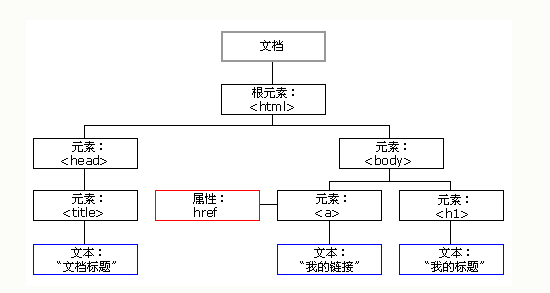 文档
根元素：
<html>
元素：
<head>
元素：
<body>
元素：
<title>
属性：
href
元素：
<a>
元素：
<h1>
文本：
“文档标题”
文本：
“我的链接”
文本：
“我的标题”